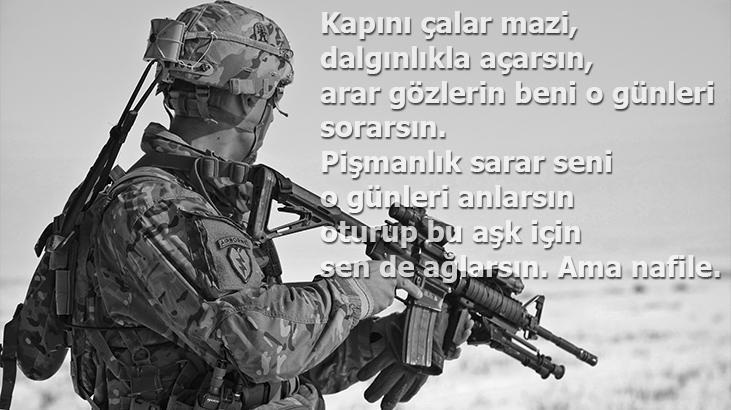 Kapını çalar mazi,
dalgınlıkla açarsın,
arar gözlerin beni o günleri
sorarsın.
Pişmanlık sarar seni
o günleri anlarsın
oturup bu aşk için
sen de ağlarsın. Ama nafile.
AIRBORNE